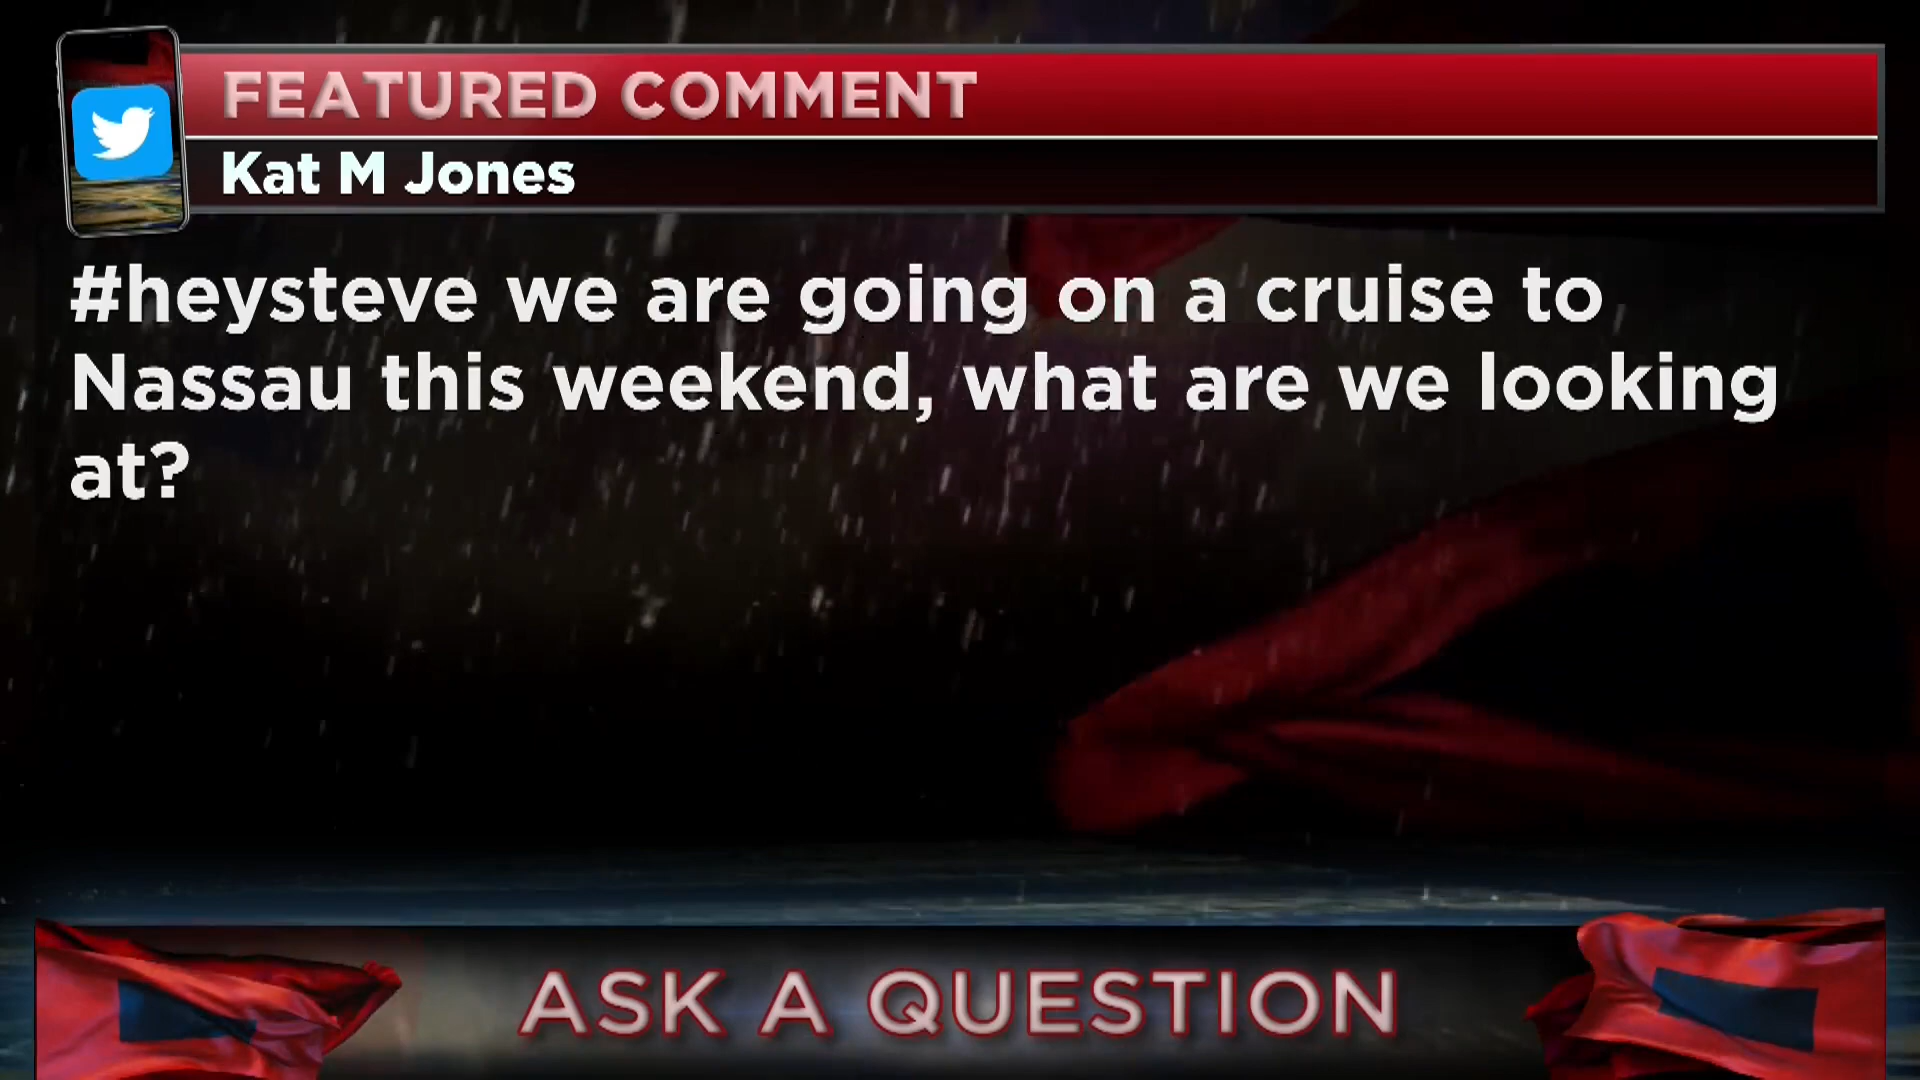 FEATURED COMMENT
Kat M Jones
#heysteve we are going on a cruise to
Nassau this weekend, what are we looking
at?
ASK A QUESTION